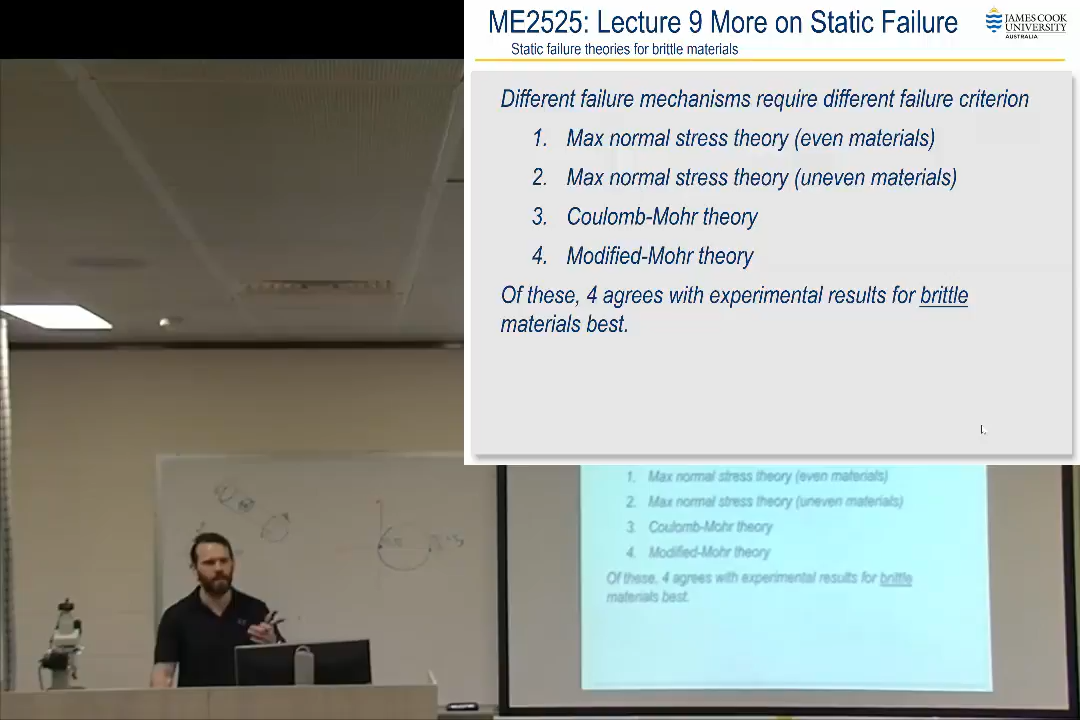 ME2525: Lecture 9 More on Static Failure
Static failure theories for brittle materials
JAMES COOK
UNIVERSITY
AUSTRALIA
Different failure mechanisms require different failure criterion
1. Max normal stress theory (even materials)
2. Max normal stress theory (uneven materials)
3. Coulomb-Mohr theory
4. Modified-Mohr theory
Of these, 4 agrees with experimental results for brittle
materials best.
1. Max normal stress theory (even materials)
2. Max normal stress theory (uneven materials)
3. Coulomb-Mohr theory
4. Modified-Mohr theory
Of these, 4 agrees with experimental results for brittle
materials best.